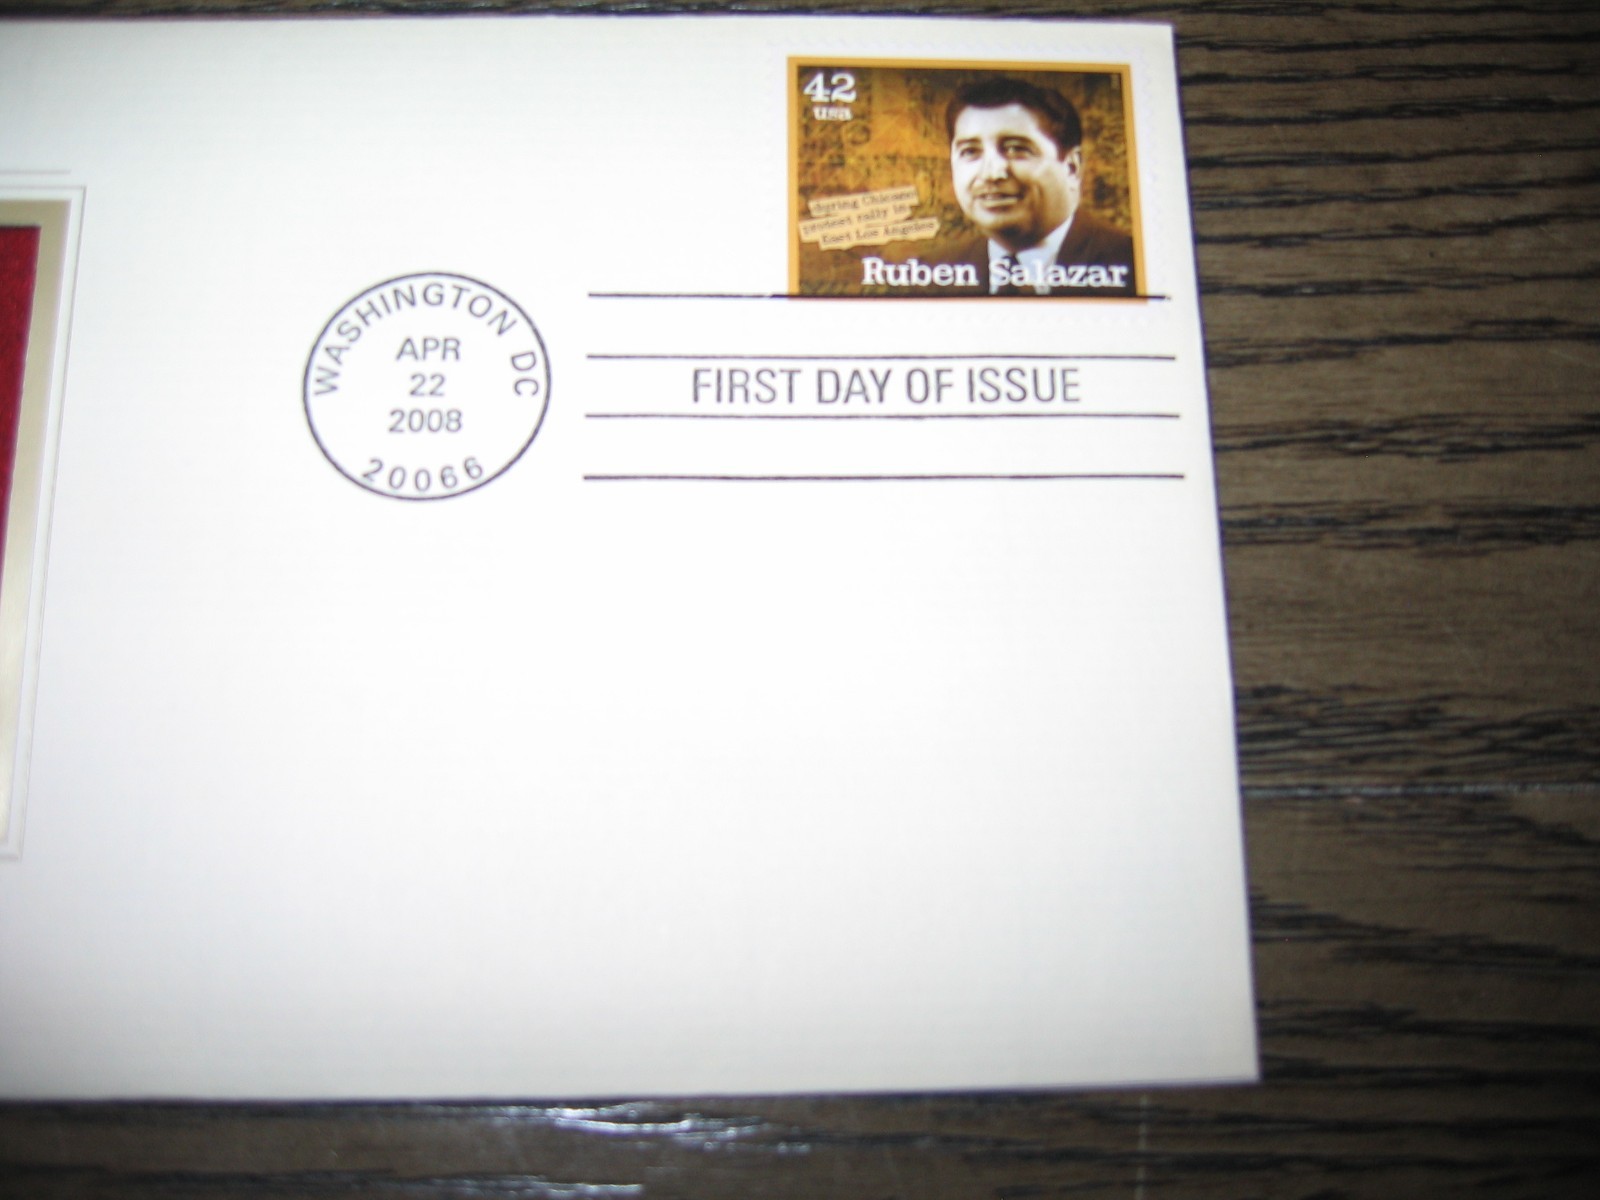 42
usa
during Chicano
protest rally in
East Los Angeles
Ruben Salazar
WASHINGTON DC
APR
22
2008
20066
FIRST DAY OF ISSUE